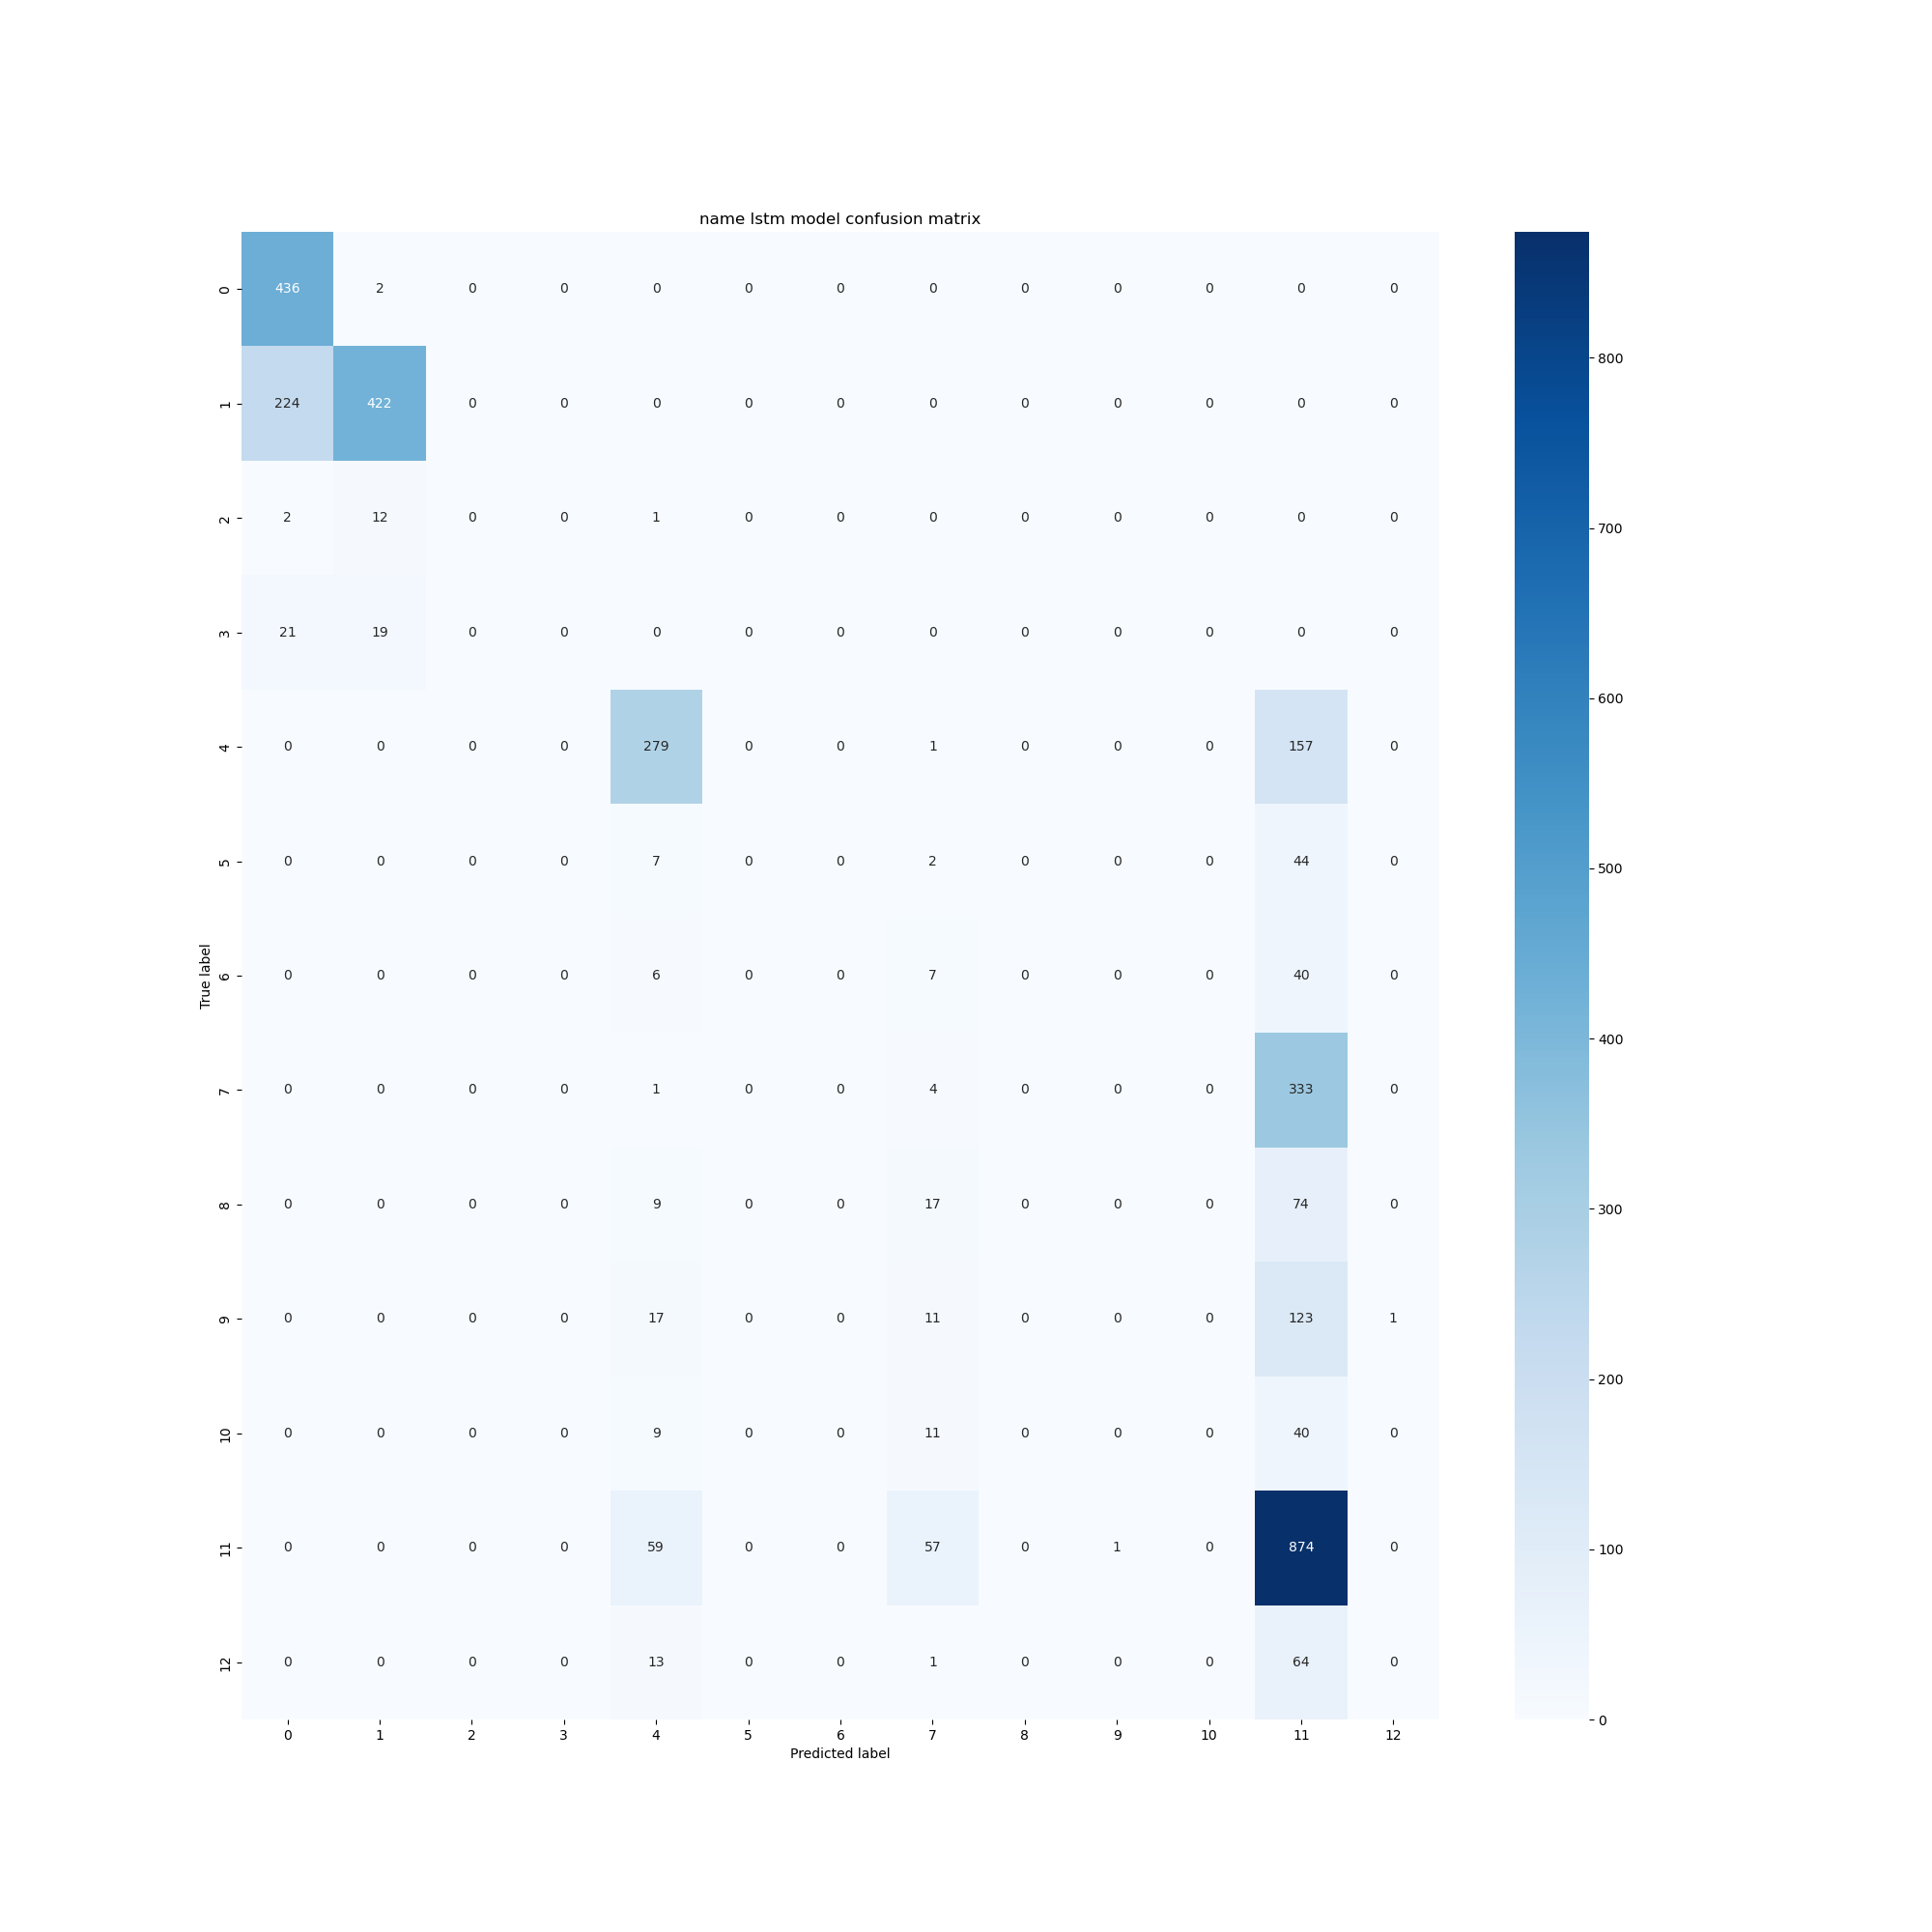 name lstm model confusion matrix
0 436 2 0 0 0 0 0 0 0 0 0 0 0
1 224 422 0 0 0 0 0 0 0 0 0 0 0
800
2 2 12 0 0 1 0 0 0 0 0 0 0 0
700
3 21 19 0 0 0 0 0 0 0 0 0 0 0
600
4 0 0 0 0 279 0 0 1 0 0 0 157 0
5 0 0 0 0 7 0 0 2 0 0 0 44 0
500
True label
6 0 0 0 0 6 0 0 7 0 0 0 40 0
400
7 0 0 0 0 1 0 0 4 0 0 0 333 0
8 0 0 0 0 9 0 0 17 0 0 0 74 0
300
9 0 0 0 0 17 0 0 11 0 0 0 123 1
200
10 0 0 0 0 9 0 0 11 0 0 0 40 0
11 0 0 0 0 59 0 0 57 0 1 0 874 0
100
12 0 0 0 0 13 0 0 1 0 0 0 64 0
0
0 1 2 3 4 5 6 7 8 9 10 11 12
Predicted label